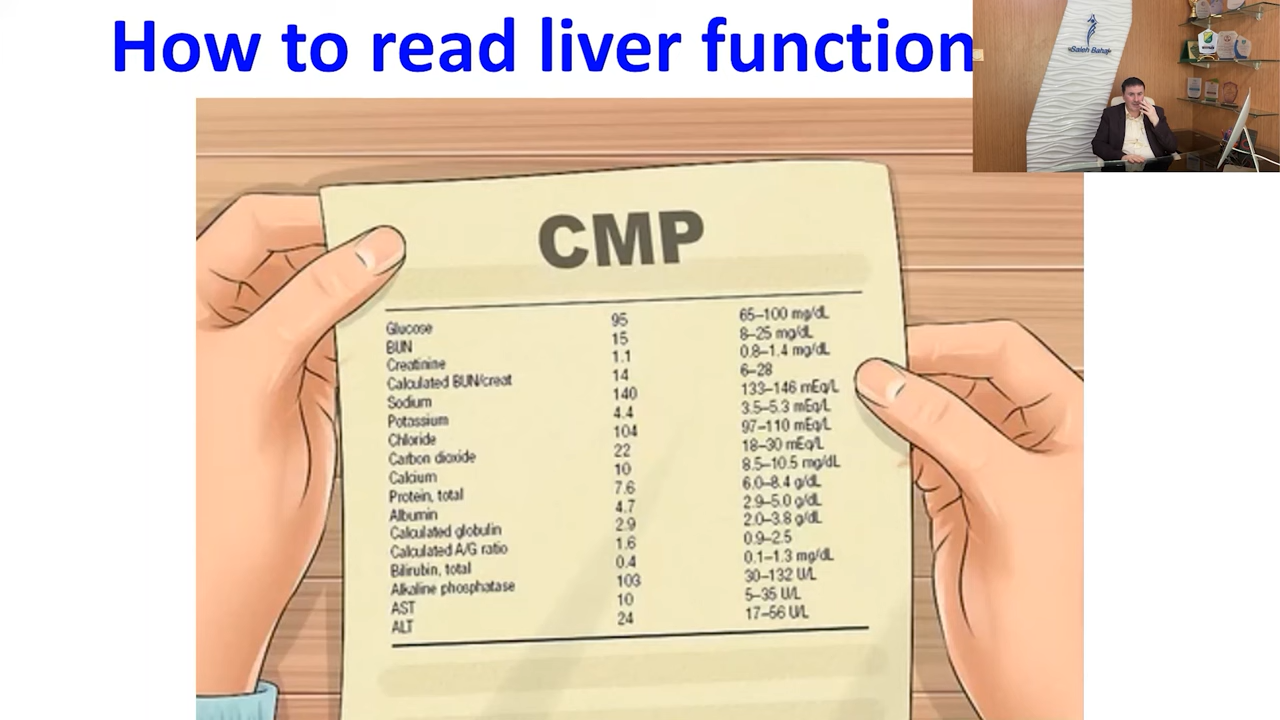 How to read liver function
Saleh Bahaj
CMP
Glucose 95 65–100 mg/dL
BUN 15 8–25 mg/dL
Creatinine 1.1 0.8–1.4 mg/dL
Calculated BUN/creat 14 6–28
Sodium 140 133–146 mEq/L
Potassium 4.4 3.5–5.3 mEq/L
Chloride 104 97–110 mEq/L
Carbon dioxide 22 18–30 mEq/L
Calcium 10 8.5–10.5 mg/dL
Protein, total 7.6 6.0–8.4 g/dL
Albumin 4.7 2.9–5.0 g/dL
Calculated globulin 2.9 2.0–3.8 g/dL
Calculated A/G ratio 1.6 0.9–2.5
Bilirubin, total 0.4 0.1–1.3 mg/dL
Alkaline phosphatase 103 30–132 U/L
AST 10 5–35 U/L
ALT 24 17–56 U/L